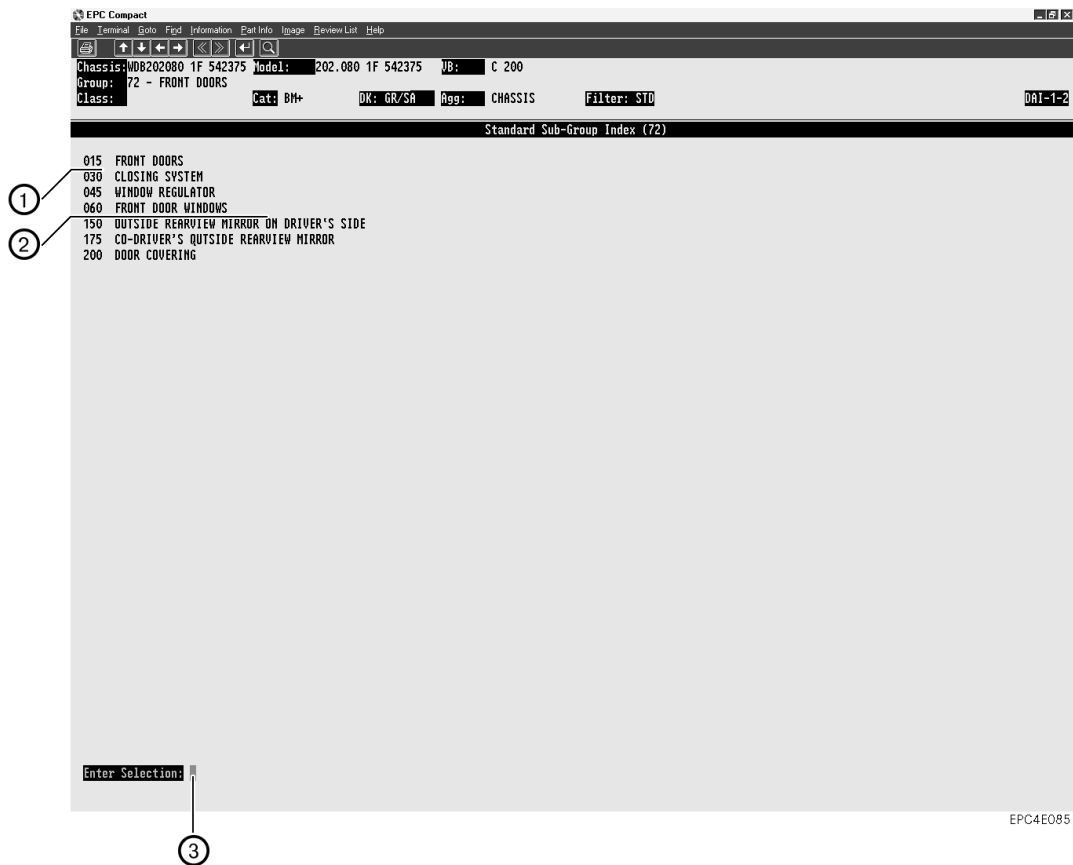 EPC Compact
File Terminal Goto Find Information Part Info Image Review List Help
Chassis: WDB202080 1F 542375 Model: 202.080 1F 542375 VB: C 200
Group: 72 - FRONT DOORS
Class: Cat: BM+ DK: GR/SA Agg: CHASSIS Filter: STD DAI-1-2
Standard Sub-Group Index (72)
015 FRONT DOORS
030 CLOSING SYSTEM
045 WINDOW REGULATOR
060 FRONT DOOR WINDOWS
150 OUTSIDE REARVIEW MIRROR ON DRIVER'S SIDE
175 CO-DRIVER'S OUTSIDE REARVIEW MIRROR
200 DOOR COVERING
1
2
Enter Selection:
3
EPC4E085